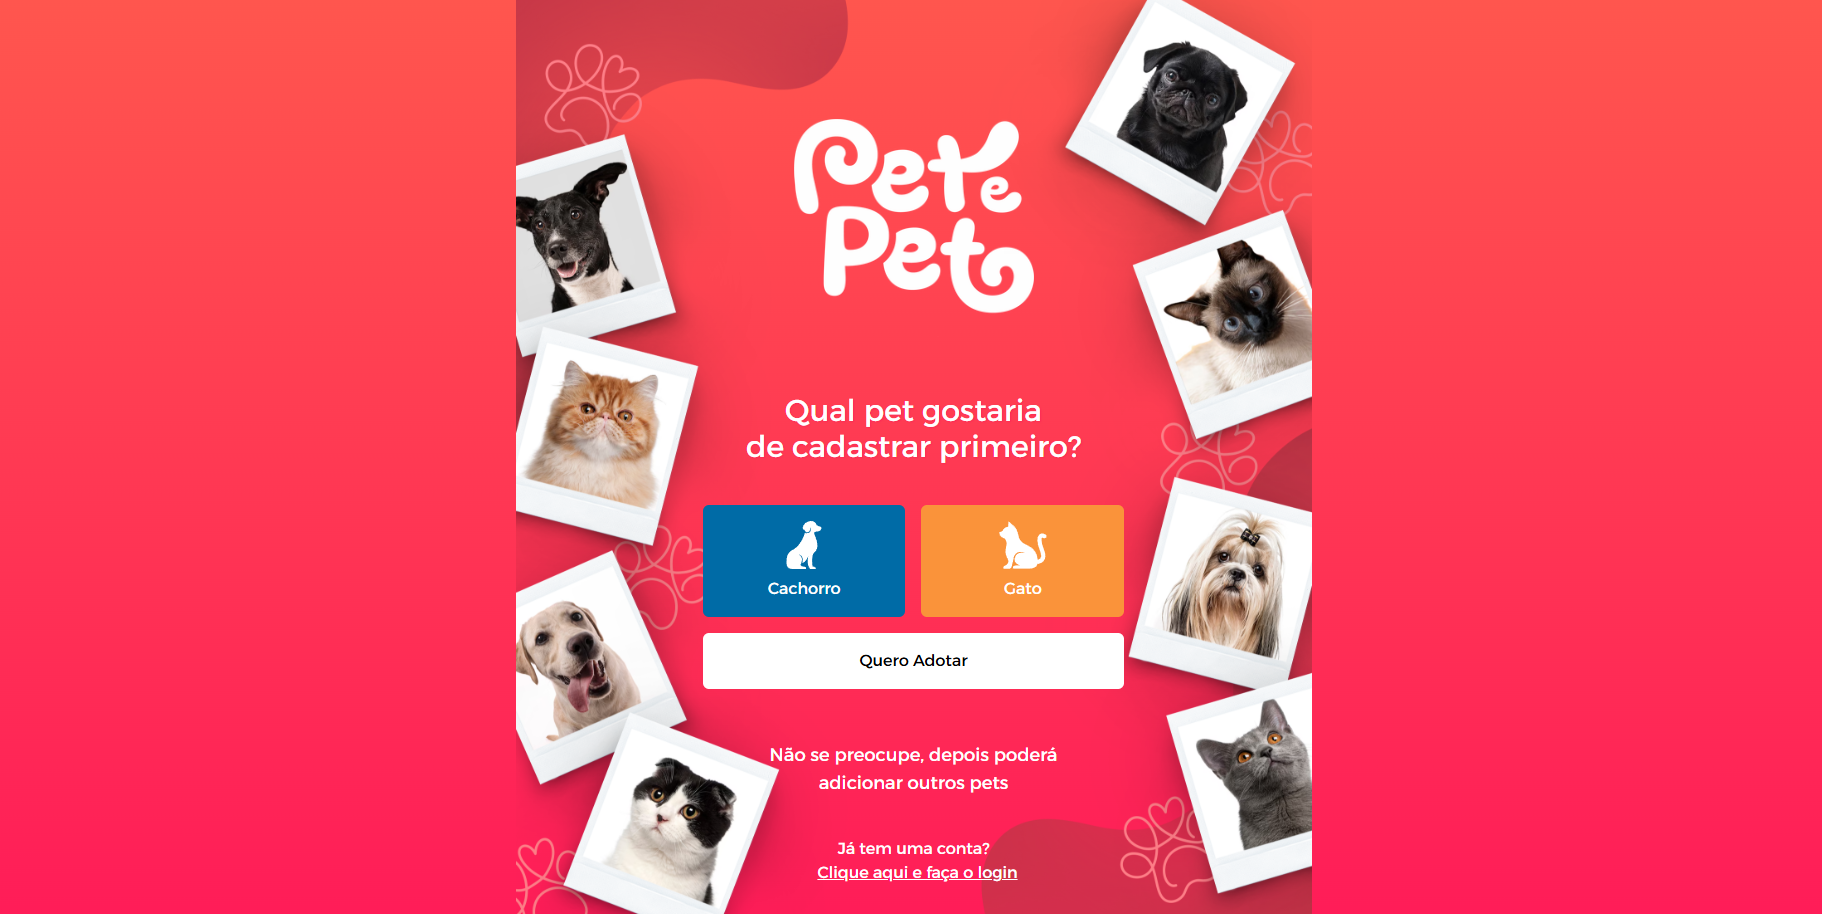 Pet e
Pet
Qual pet gostaria
de cadastrar primeiro?
Cachorro
Gato
Quero Adotar
Não se preocupe, depois poderá
adicionar outros pets
Já tem uma conta?
Clique aqui e faça o login